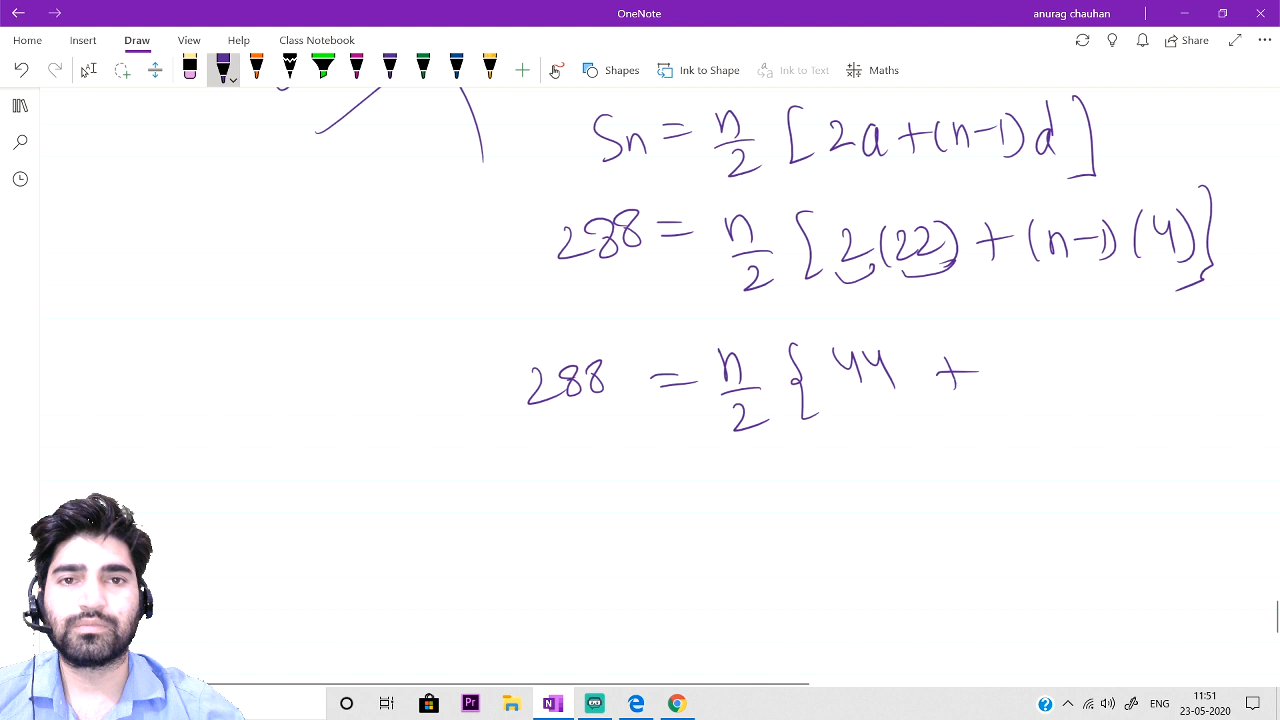 OneNote
anurag chauhan
Home Insert Draw View Help Class Notebook
Share
Shapes Ink to Shape Ink to Text Maths
Sn = n/2 [2a+(n-1)d]
288 = n/2 [2(22)+(n-1)(4)}
288 = n/2 { 44 +
Pr
ENG
11:51
23-05-2020